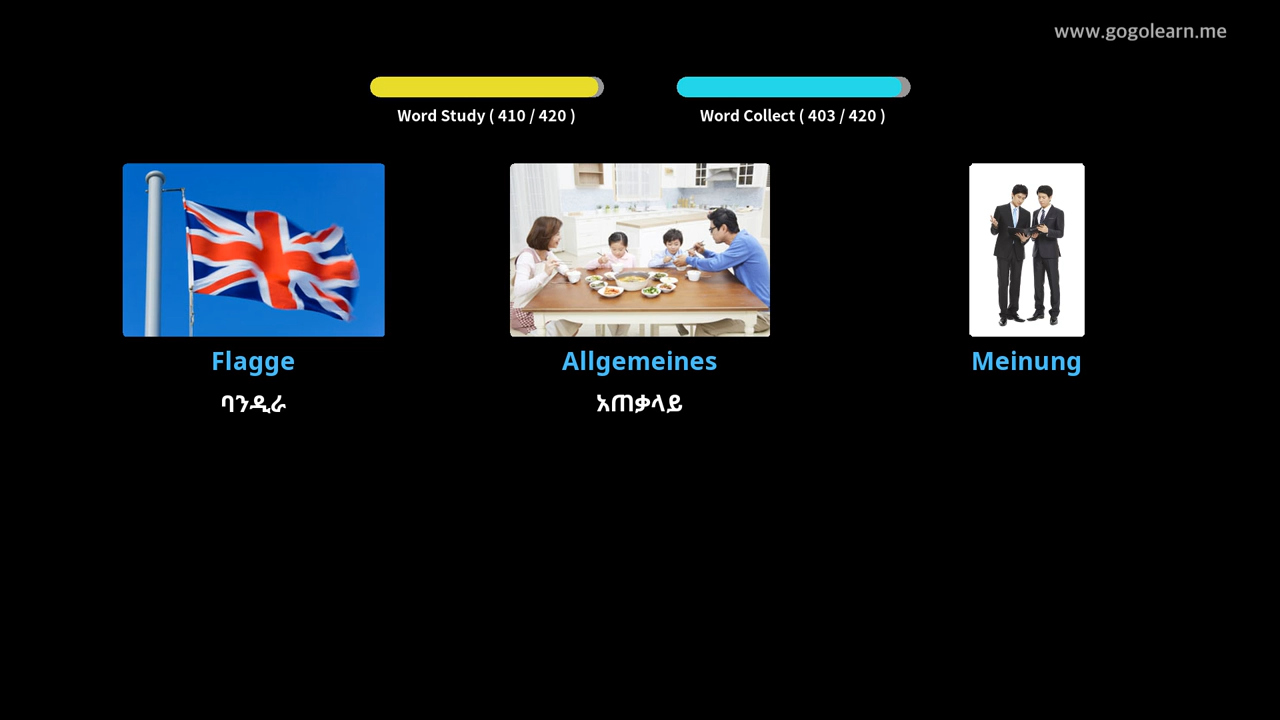 www.gogolearn.me
Word Study ( 410 / 420 )
Word Collect ( 403 / 420 )
Flagge
Allgemeines
Meinung
ባንዲራ
አጠቃላይ